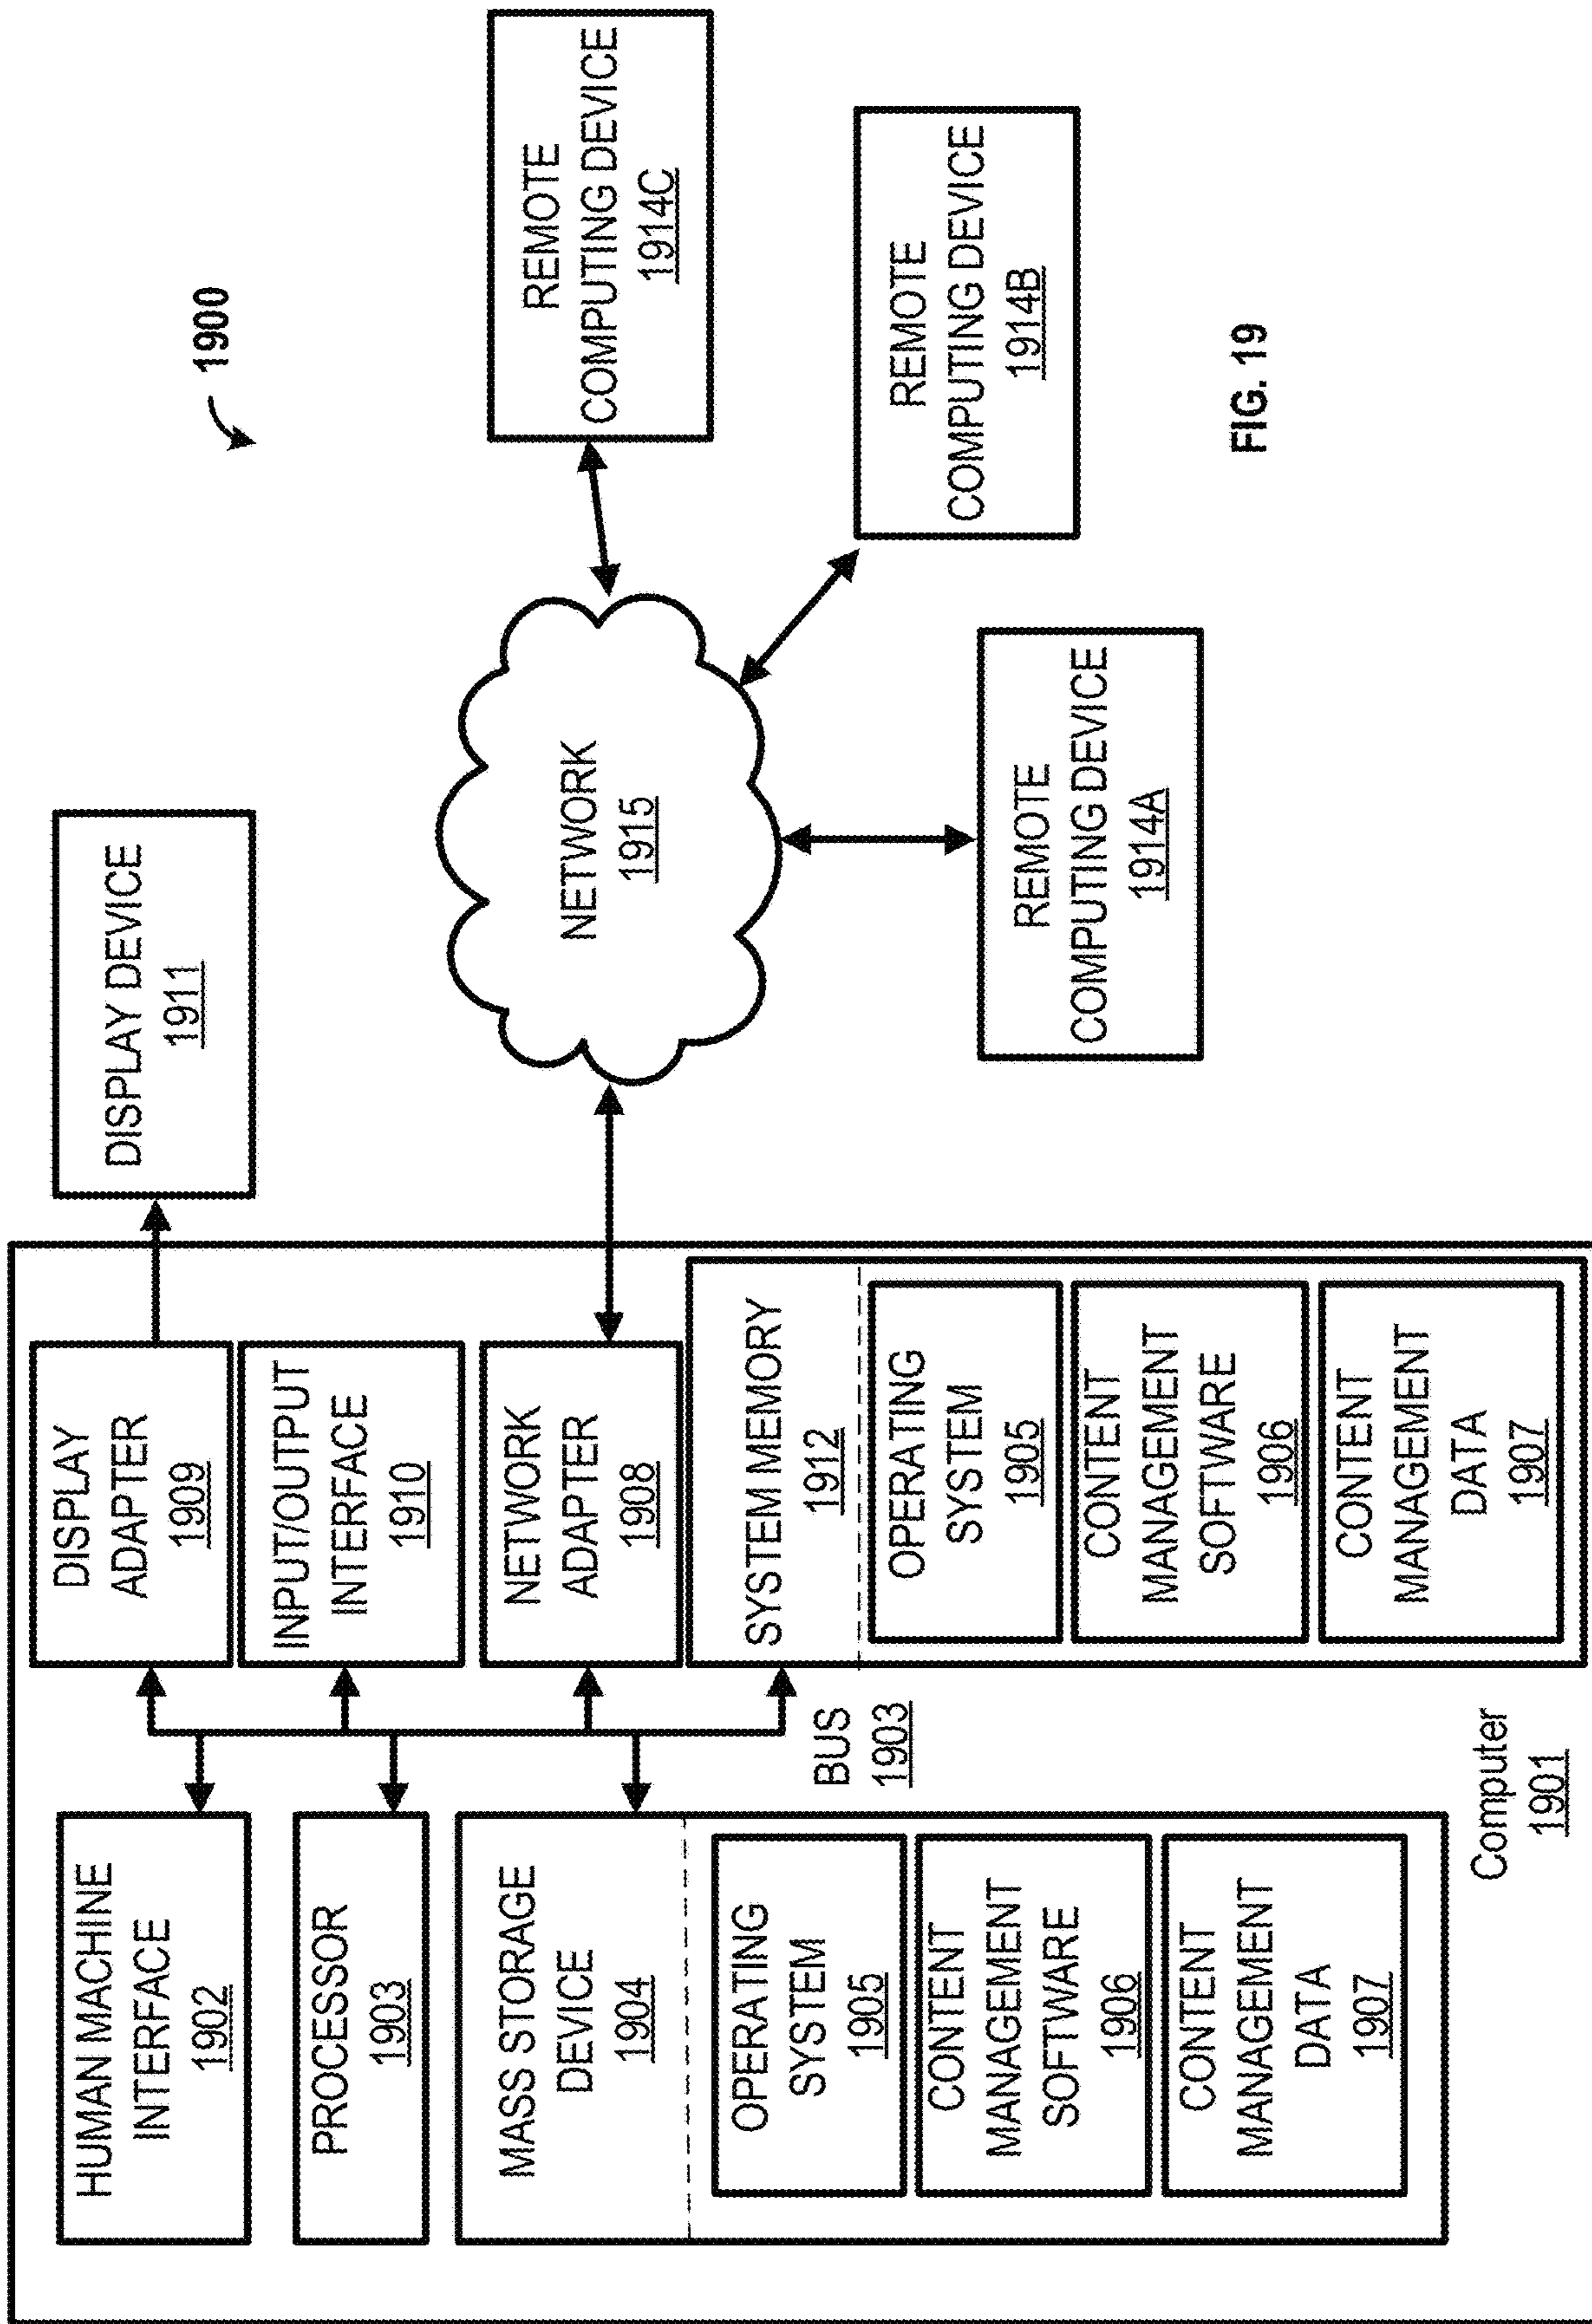 1900
HUMAN MACHINE
INTERFACE
1902
PROCESSOR
1903
MASS STORAGE
DEVICE
1904
OPERATING
SYSTEM
1905
CONTENT
MANAGEMENT
SOFTWARE
1906
CONTENT
MANAGEMENT
DATA
1907
BUS
1903
Computer
1901
DISPLAY
ADAPTER
1909
INPUT/OUTPUT
INTERFACE
1910
NETWORK
ADAPTER
1908
SYSTEM MEMORY
1912
OPERATING
SYSTEM
1905
CONTENT
MANAGEMENT
SOFTWARE
1906
CONTENT
MANAGEMENT
DATA
1907
DISPLAY DEVICE
1911
NETWORK
1915
REMOTE
COMPUTING DEVICE
1914A
REMOTE
COMPUTING DEVICE
1914B
REMOTE
COMPUTING DEVICE
1914C
FIG. 19